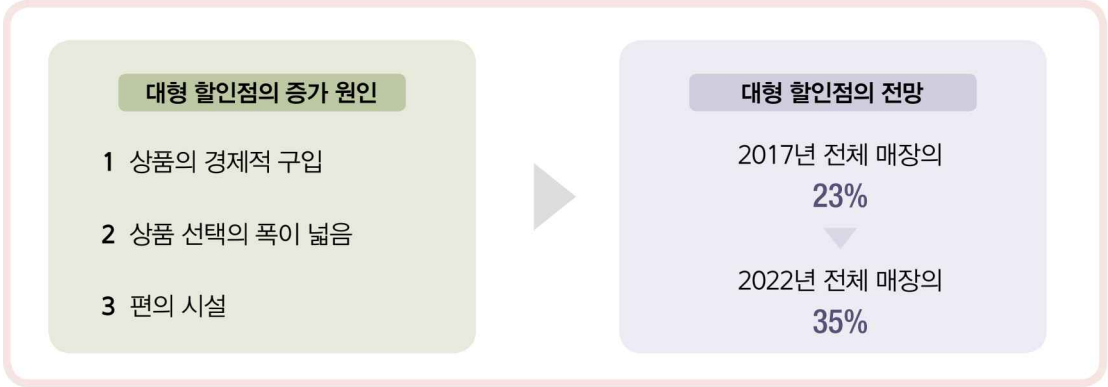 대형 할인점의 증가 원인
1 상품의 경제적 구입
2 상품 선택의 폭이 넓음
3 편의 시설
대형 할인점의 전망
2017년 전체 매장의
23%
2022년 전체 매장의
35%